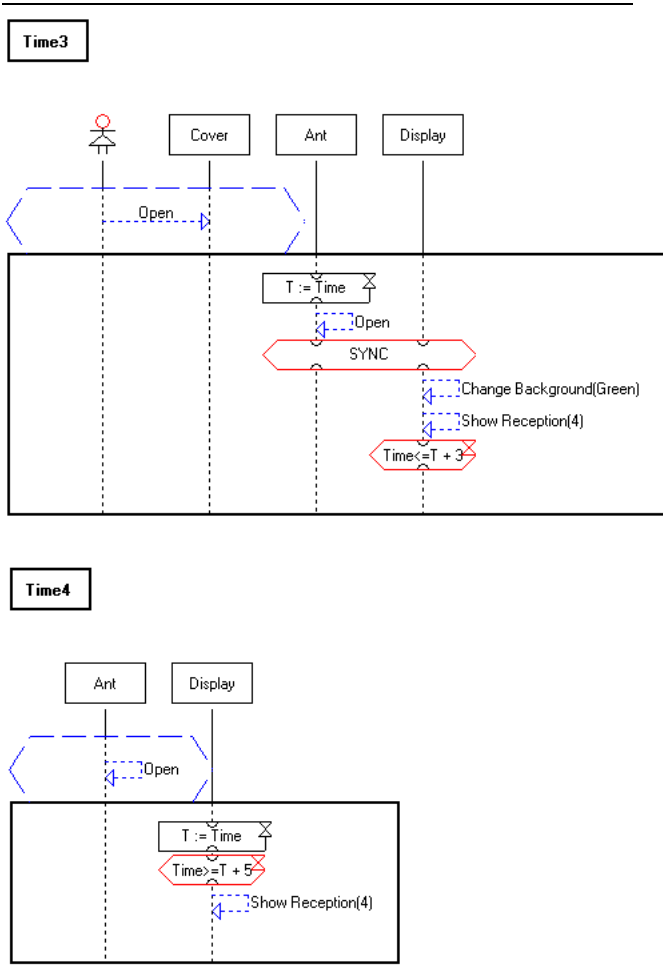 Time3
Cover Ant Display
Open
T := Time
Open
SYNC
Change Background(Green)
Show Reception(4)
Time<=T + 3
Time4
Ant Display
Open
T := Time
Time>=T + 5
Show Reception(4)